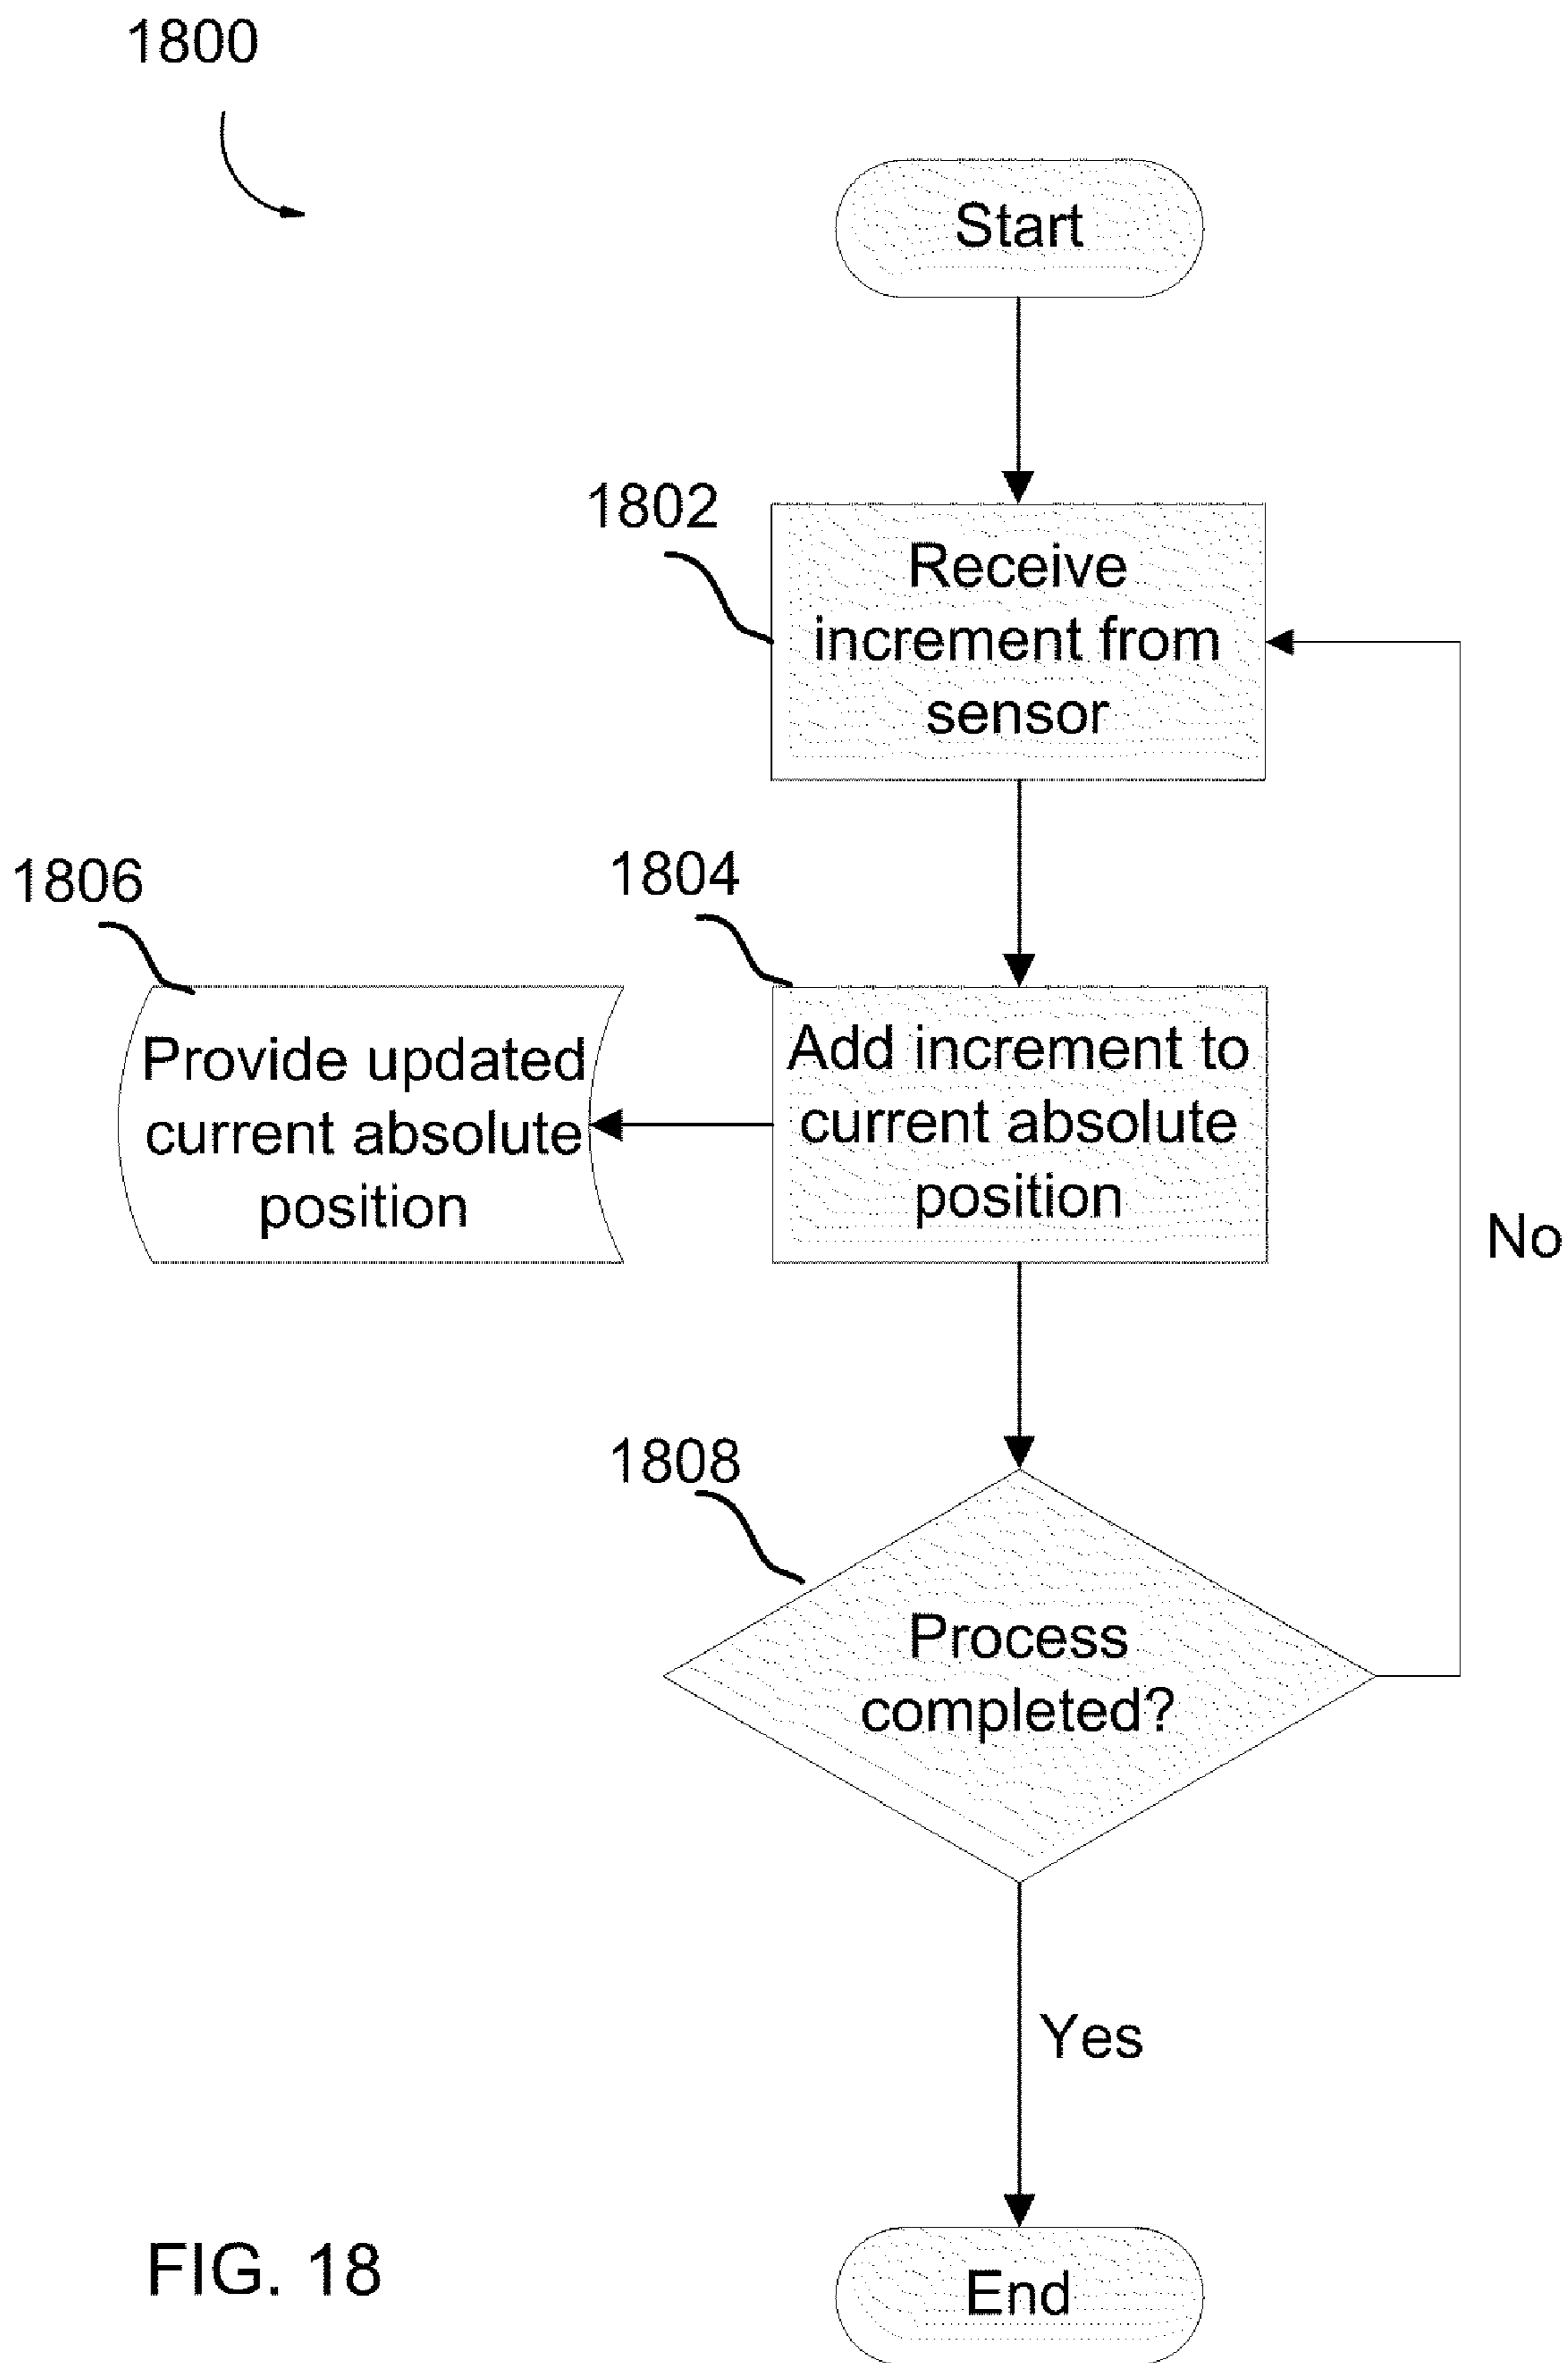 1800
Start
1802
Receive
increment from
sensor
1806
1804
Provide updated
current absolute
position
Add increment to
current absolute
position
No
1808
Process
completed?
Yes
FIG. 18
End